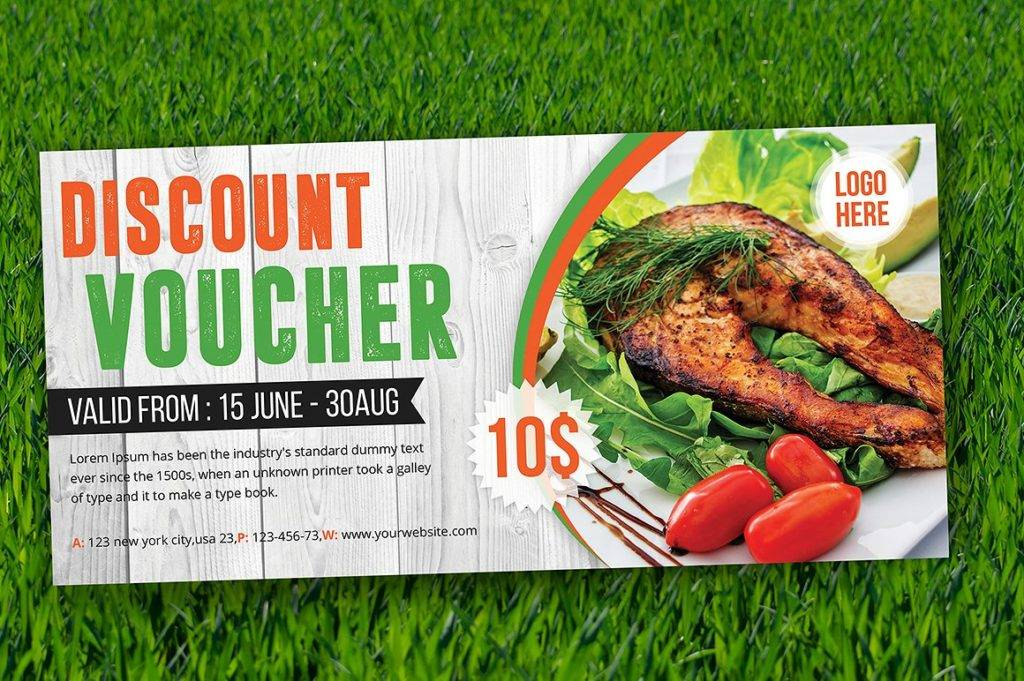 DISCOUNT
VOUCHER
VALID FROM : 15 JUNE - 30AUG
Lorem Ipsum has been the industry's standard dummy text
ever since the 1500s, when an unknown printer took a galley
of type and it to make a type book.
A: 123 new york city,usa 23,P: 123-456-73,W: www.yourwebsite.com
10$
LOGO
HERE